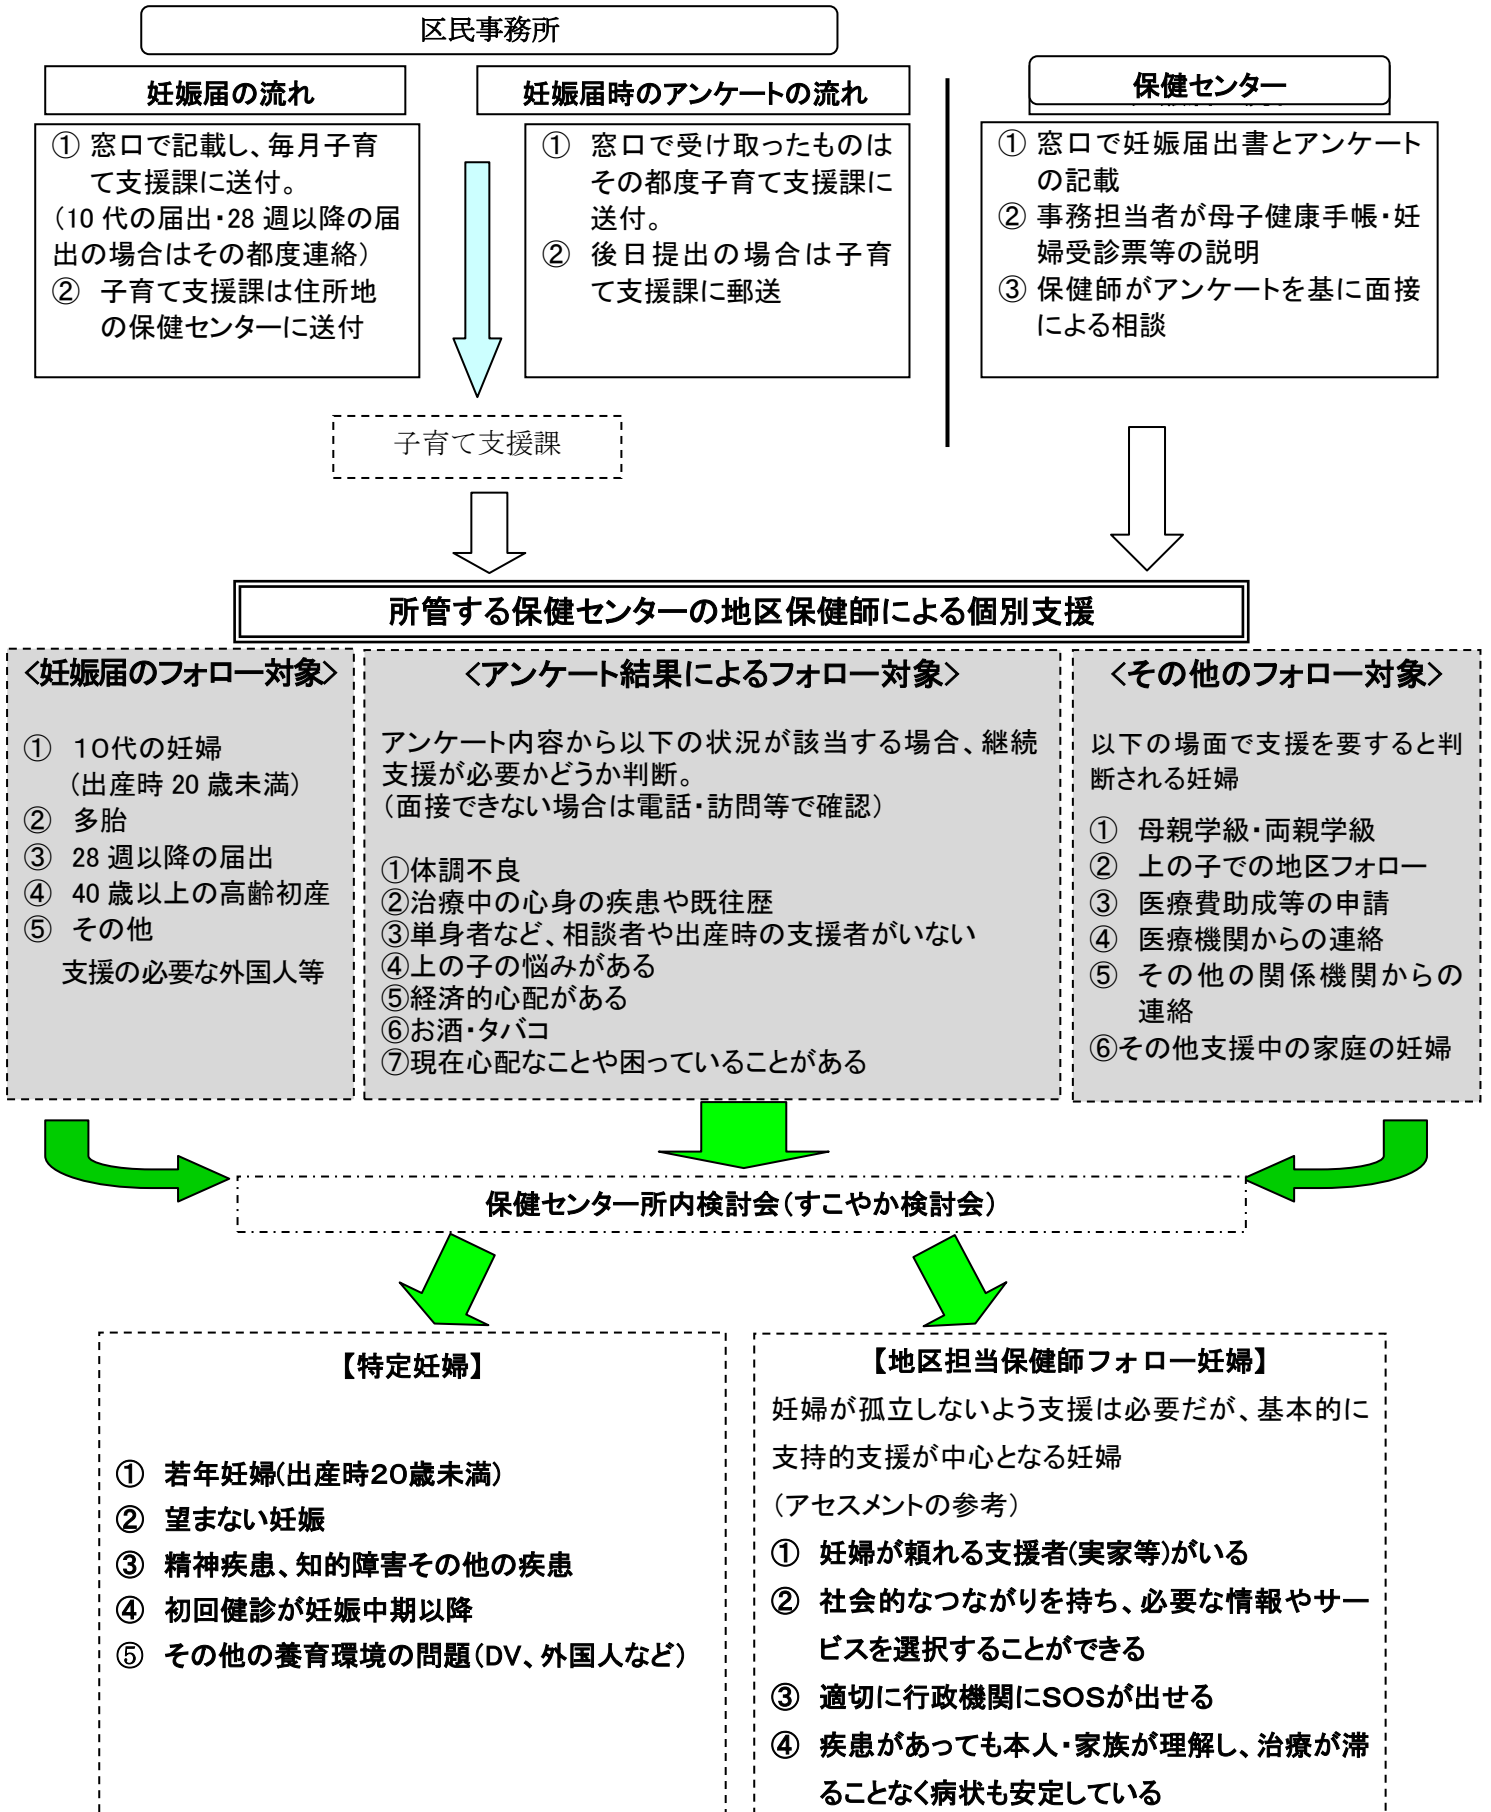 区民事務所
妊娠届の流れ
① 窓口で記載し、毎月子育
て支援課に送付。
(10 代の届出・28 週以降の届
出の場合はその都度連絡)
② 子育て支援課は住所地
の保健センターに送付
妊娠届時のアンケートの流れ
① 窓口で受け取ったものは
その都度子育て支援課に
送付。
② 後日提出の場合は子育
て支援課に郵送
保健センター
① 窓口で妊娠届出書とアンケート
の記載
② 事務担当者が母子健康手帳・妊
婦受診票等の説明
③ 保健師がアンケートを基に面接
による相談
子育て支援課
所管する保健センターの地区保健師による個別支援
<妊娠届のフォロー対象>
① 10代の妊婦
(出産時 20 歳未満)
② 多胎
③ 28 週以降の届出
④ 40 歳以上の高齢初産
⑤ その他
支援の必要な外国人等
<アンケート結果によるフォロー対象>
アンケート内容から以下の状況が該当する場合、継続
支援が必要かどうか判断。
(面接できない場合は電話・訪問等で確認)
①体調不良
②治療中の心身の疾患や既往歴
③単身者など、相談者や出産時の支援者がいない
④上の子の悩みがある
⑤経済的心配がある
⑥お酒・タバコ
⑦現在心配なことや困っていることがある
<その他のフォロー対象>
以下の場面で支援を要すると判
断される妊婦
① 母親学級・両親学級
② 上の子での地区フォロー
③ 医療費助成等の申請
④ 医療機関からの連絡
⑤ その他の関係機関からの
連絡
⑥その他支援中の家庭の妊婦
保健センター所内検討会(すこやか検討会)
【特定妊婦】
① 若年妊婦(出産時20歳未満)
② 望まない妊娠
③ 精神疾患、知的障害その他の疾患
④ 初回健診が妊娠中期以降
⑤ その他の養育環境の問題(DV、外国人など)
【地区担当保健師フォロー妊婦】
妊婦が孤立しないよう支援は必要だが、基本的に
支持的支援が中心となる妊婦
(アセスメントの参考)
① 妊婦が頼れる支援者(実家等)がいる
② 社会的なつながりを持ち、必要な情報やサー
ビスを選択することができる
③ 適切に行政機関にSOSが出せる
④ 疾患があっても本人・家族が理解し、治療が滞
ることなく病状も安定している